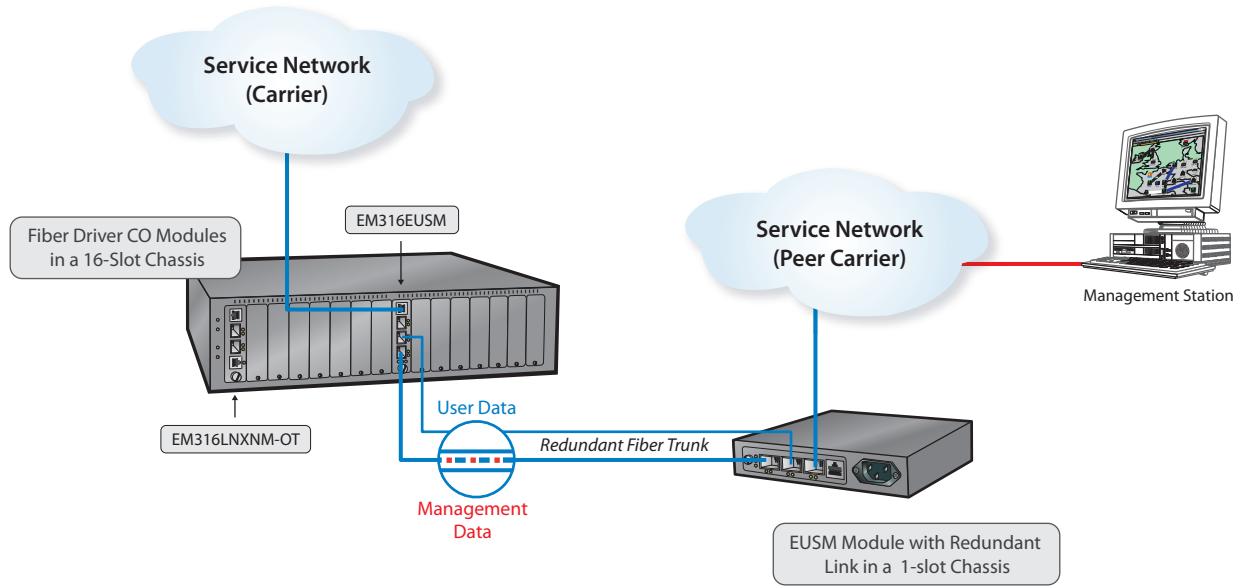 Service Network
(Carrier)
EM316EUSM
Fiber Driver CO Modules
in a 16-Slot Chassis
Service Network
(Peer Carrier)
Management Station
User Data
EM316LNXNM-OT
Redundant Fiber Trunk
Management
Data
EUSM Module with Redundant
Link in a 1-slot Chassis